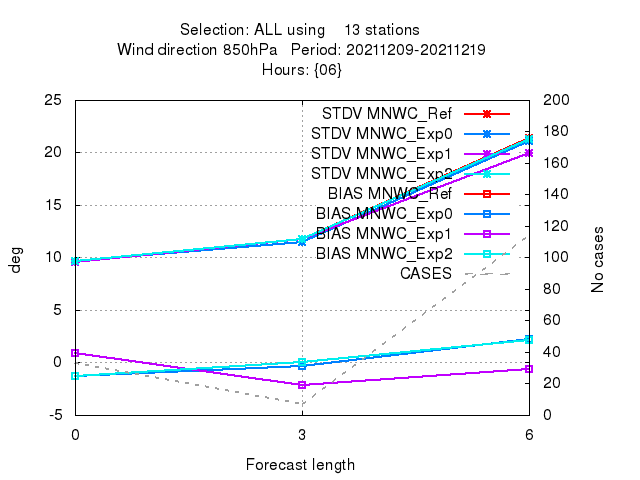 Selection: ALL using 13 stations
Wind direction 850hPa Period: 20211209-20211219
Hours: {06}
25
20
15
10
5
0
-5
deg
200
180
160
140
120
100
80
60
40
20
0
No cases
STDV MNWC_Ref
STDV MNWC_Exp0
STDV MNWC_Exp1
STDV MNWC_Exp2
BIAS MNWC_Ref
BIAS MNWC_Exp0
BIAS MNWC_Exp1
BIAS MNWC_Exp2
CASES
0 3 6
Forecast length